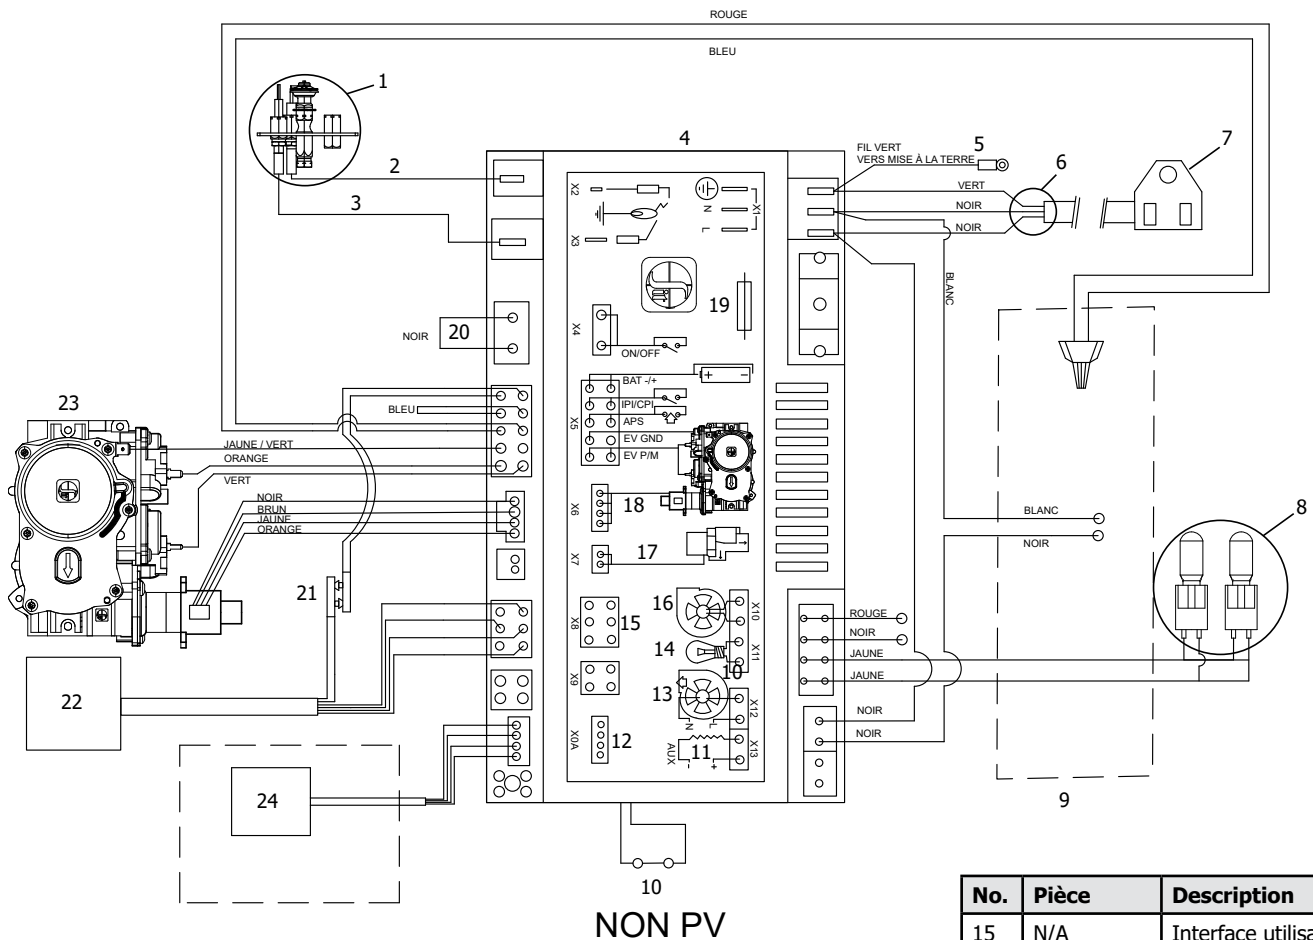 ROUGE
BLEU
1
2
3
4
FIL VERT
VERS MISE À LA TERRE
5
6
7
VERT
NOIR
NOIR
BLANC
X2
X3
X1
N
L
19
X4
ON/OFF
NOIR
20
BAT -/+
IPI/CPI
APS
EV GND
EV P/M
X5
BLEU
23
JAUNE / VERT
ORANGE
VERT
NOIR
BRUN
JAUNE
ORANGE
X6
18
X7
17
21
X8
15
16
X10
14
X11
10
X9
13
X12
N
L
X0A
12
AUX
11
- +
X13
22
24
10
BLANC
NOIR
8
ROUGE
NOIR
JAUNE
JAUNE
NOIR
NOIR
9
NON PV
No. Pièce Description
15 N/A Interface utilisa